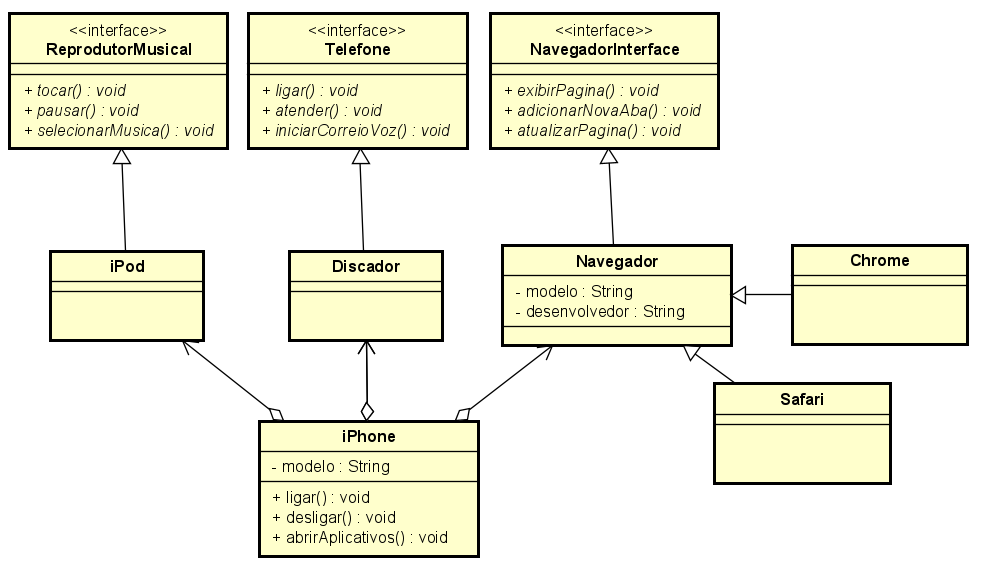 <<interface>>
ReprodutorMusical
+ tocar() : void
+ pausar() : void
+ selecionarMusica() : void
<<interface>>
Telefone
+ ligar() : void
+ atender() : void
+ iniciarCorreioVoz() : void
<<interface>>
NavegadorInterface
+ exibirPagina() : void
+ adicionarNovaAba() : void
+ atualizarPagina() : void
iPod
Discador
Navegador
- modelo : String
- desenvolvedor : String
Chrome
Safari
iPhone
- modelo : String
+ ligar() : void
+ desligar() : void
+ abrirAplicativos() : void